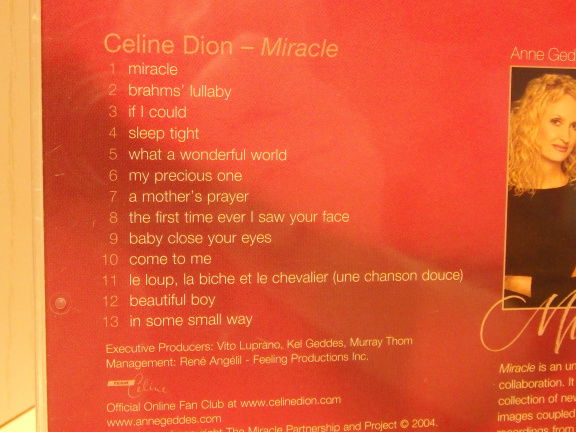 Celine Dion – Miracle
1 miracle
2 brahms' lullaby
3 if I could
4 sleep tight
5 what a wonderful world
6 my precious one
7 a mother's prayer
8 the first time ever I saw your face
9 baby close your eyes
10 come to me
11 le loup, la biche et le chevalier (une chanson douce)
12 beautiful boy
13 in some small way
Executive Producers: Vito Luprano, Kel Geddes, Murray Thom
Management: René Angélil - Feeling Productions Inc.
TEAM Celine
Official Online Fan Club at www.celinedion.com
www.annegeddes.com
The Miracle Partnership and Project © 2004.
Anne Ged
Miracle is an un
collaboration. It
collection of new
images coupled
recordings from